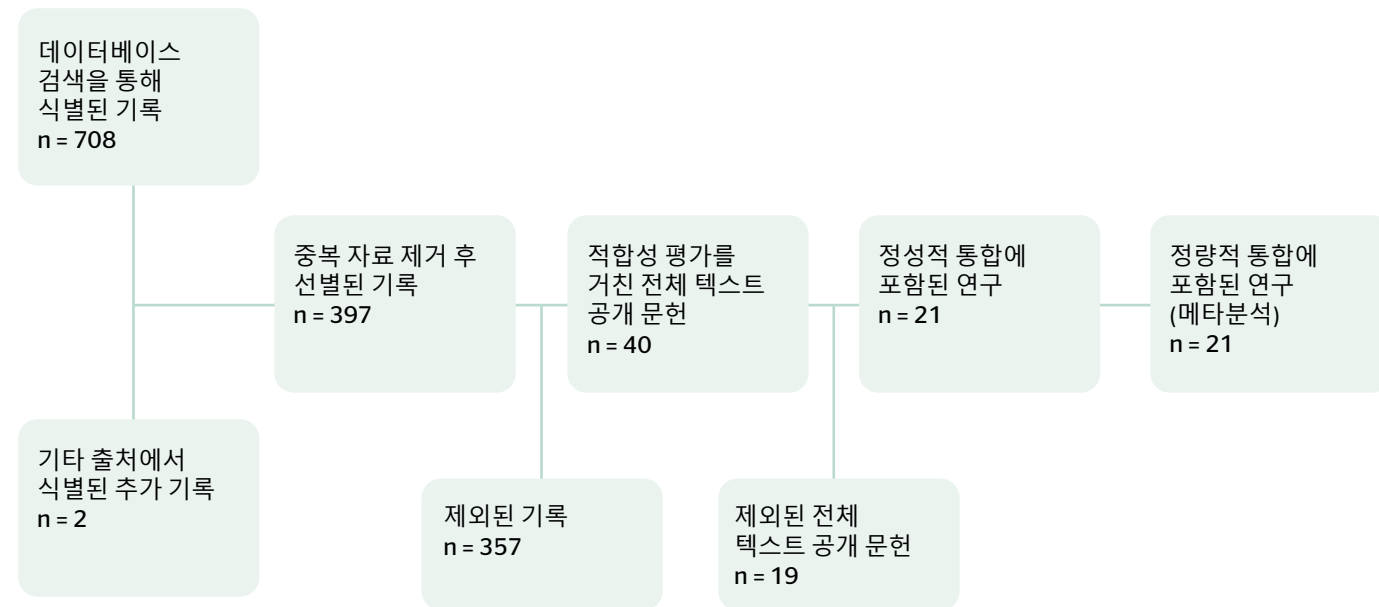 데이터베이스
검색을 통해
식별된 기록
n = 708
기타 출처에서
식별된 추가 기록
n = 2
중복 자료 제거 후
선별된 기록
n = 397
제외된 기록
n = 357
적합성 평가를
거친 전체 텍스트
공개 문헌
n = 40
제외된 전체
텍스트 공개 문헌
n = 19
정성적 통합에
포함된 연구
n = 21
정량적 통합에
포함된 연구
(메타분석)
n = 21